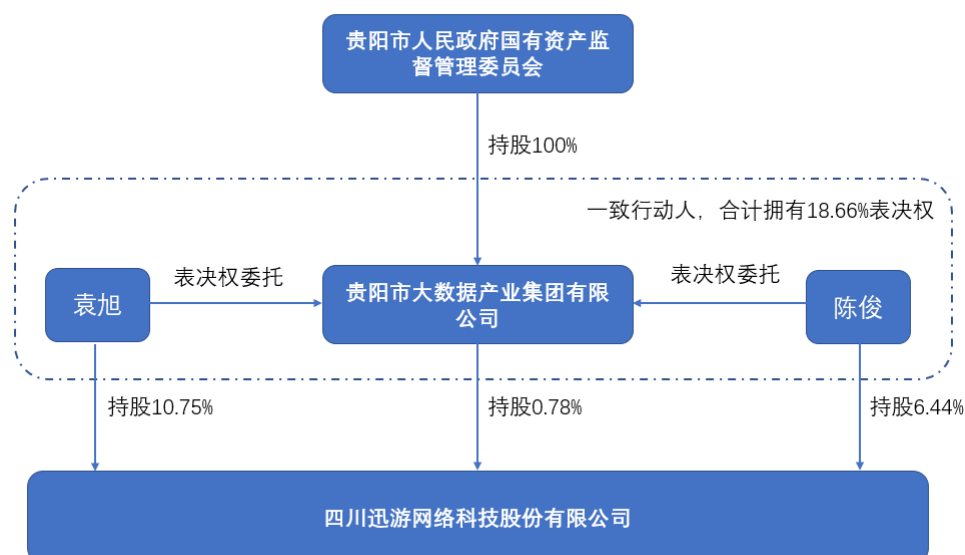 贵阳市人民政府国有资产监
督管理委员会
持股100%
一致行动人，合计拥有18.66%表决权
袁旭
表决权委托
贵阳市大数据产业集团有限
公司
表决权委托
陈俊
持股10.75%
持股0.78%
持股6.44%
四川迅游网络科技股份有限公司